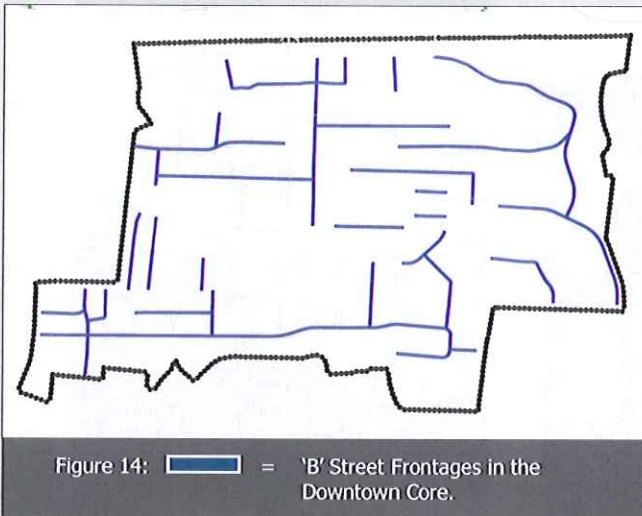 Figure 14: = 'B' Street Frontages in the
Downtown Core.